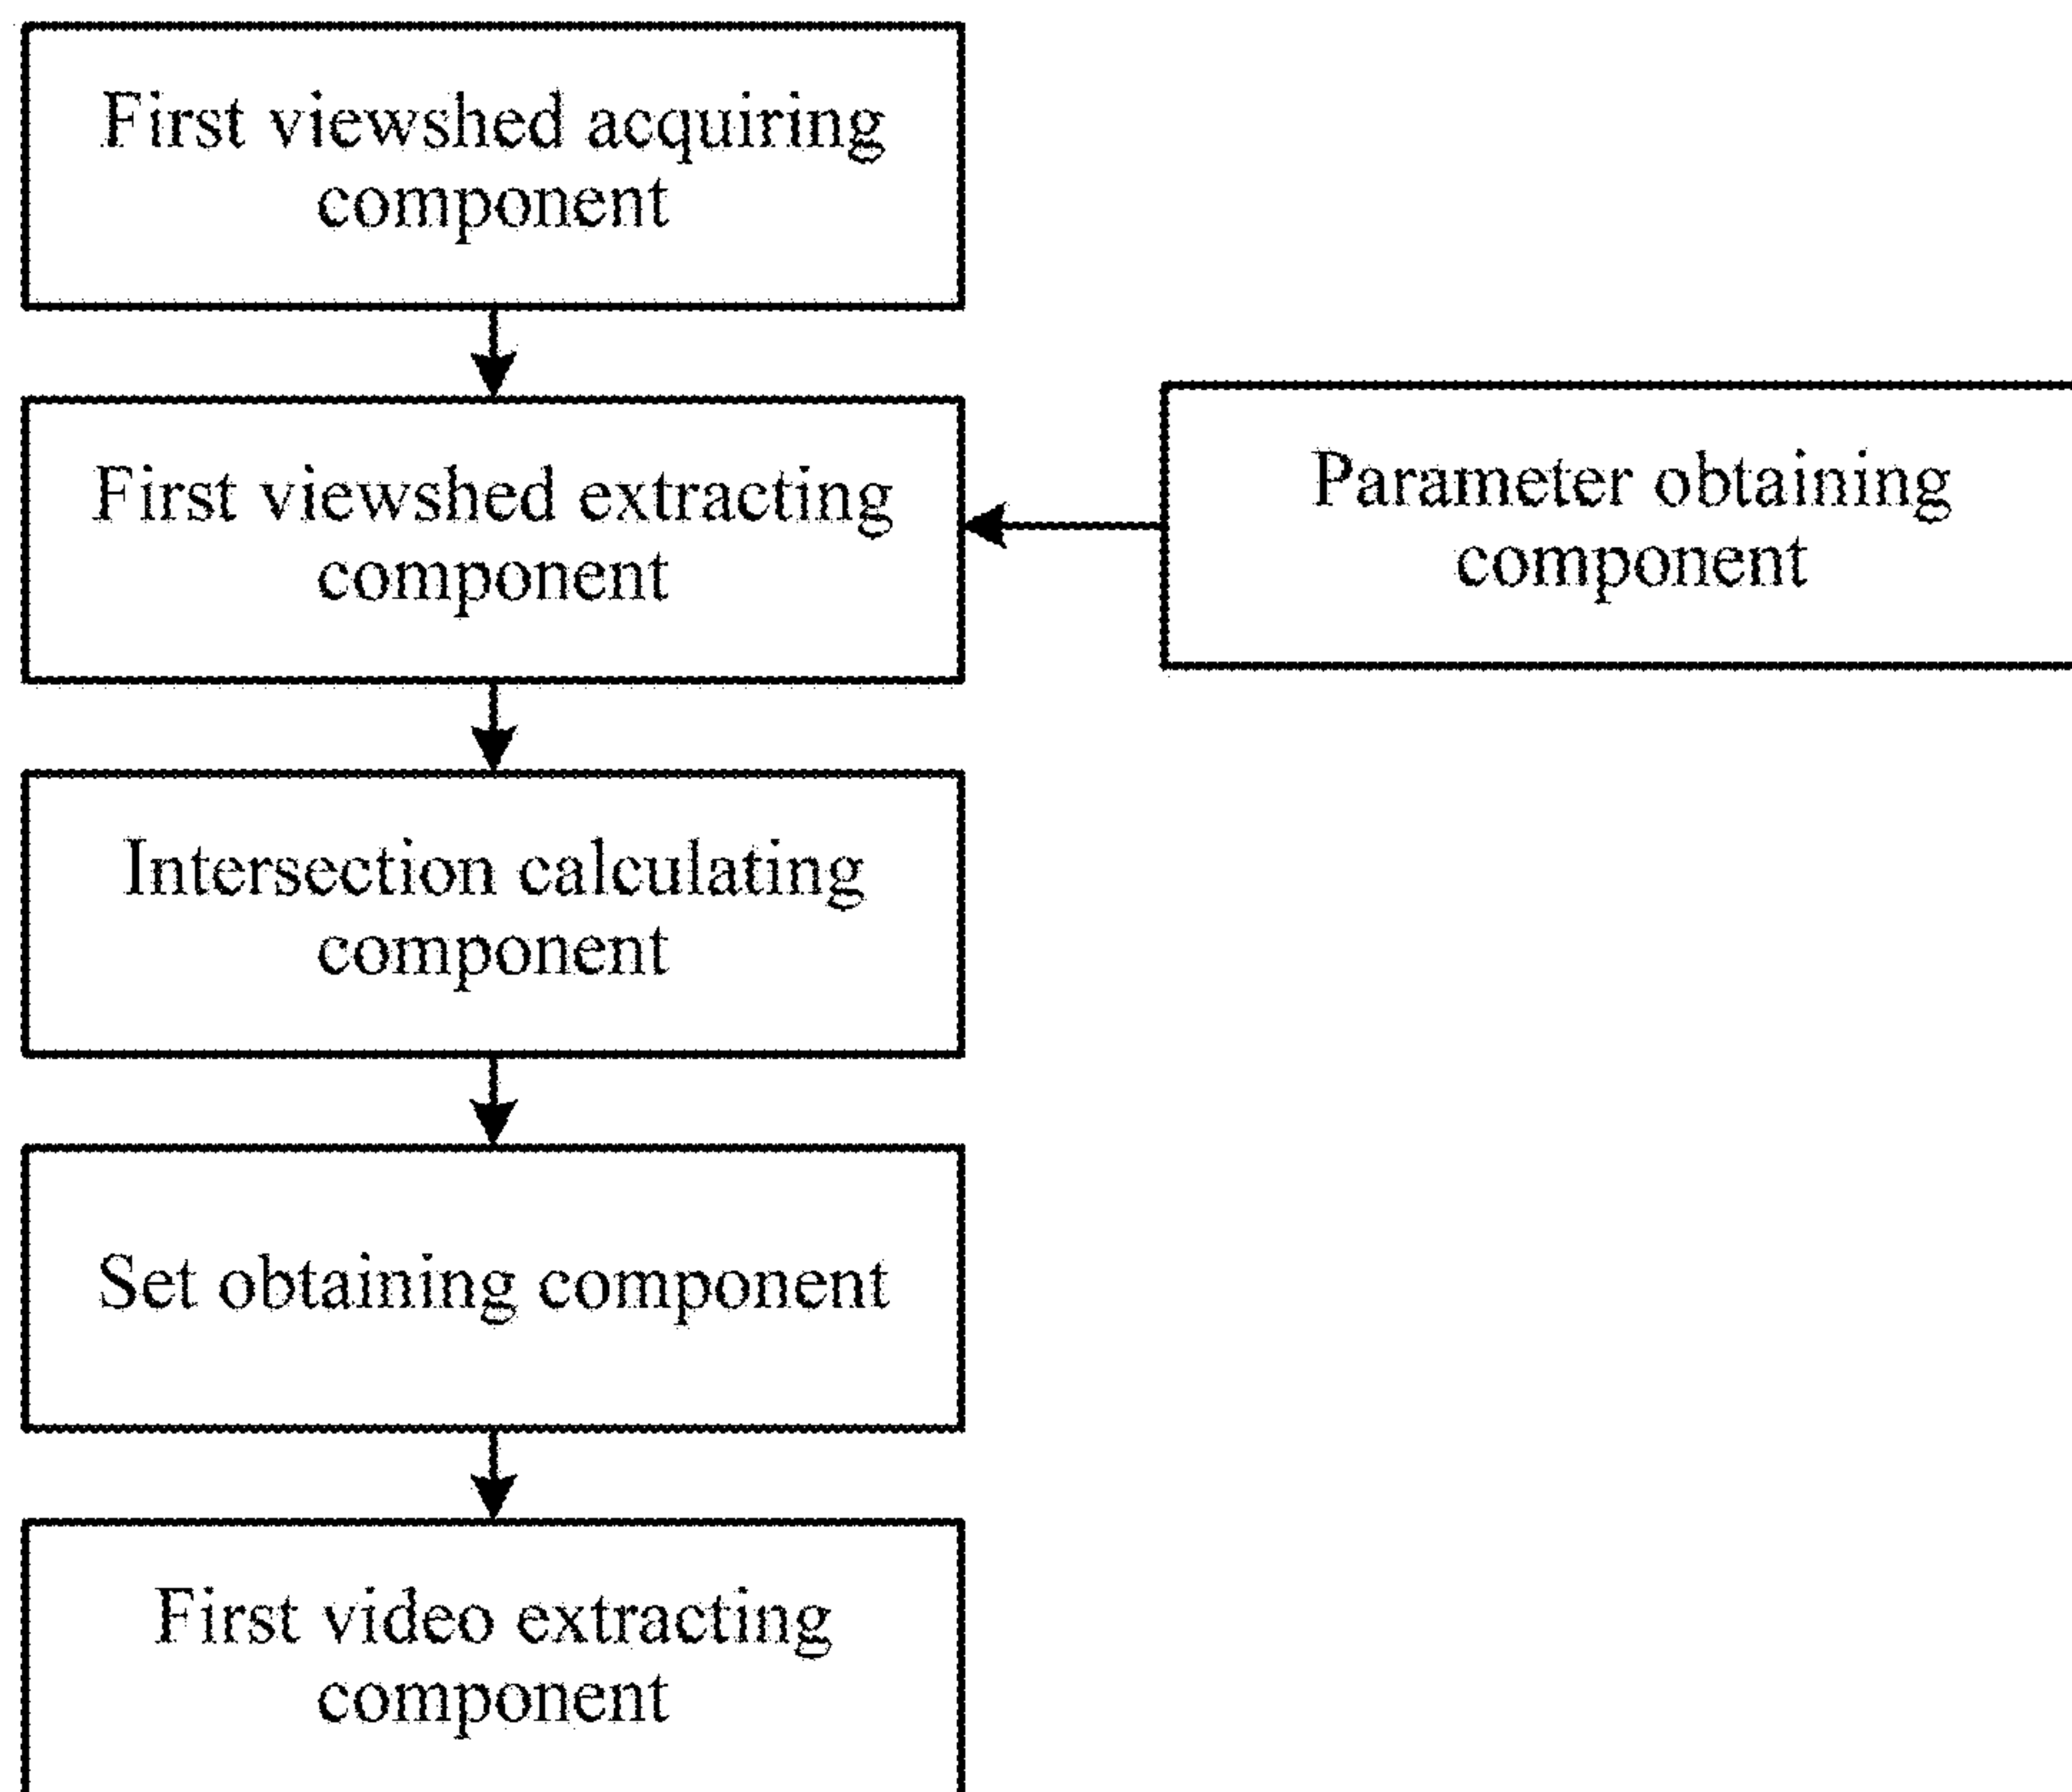 First viewshed acquiring
component
First viewshed extracting
component
Parameter obtaining
component
Intersection calculating
component
Set obtaining component
First video extracting
component